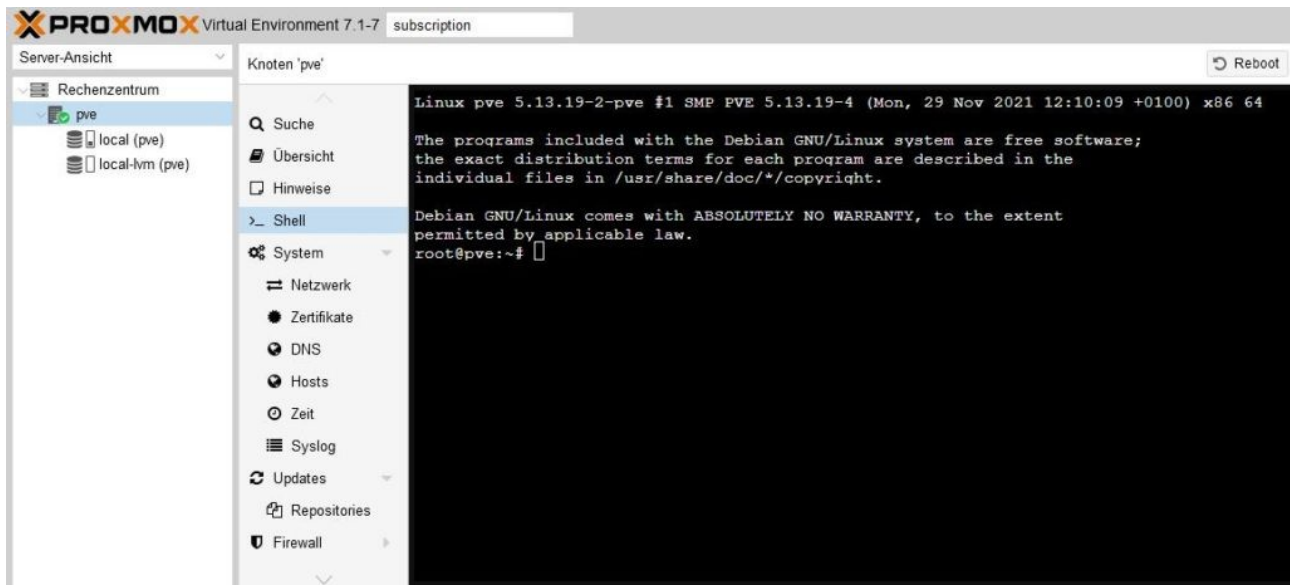 PROXMOX Virtual Environment 7.1-7 subscription
Server-Ansicht
Rechenzentrum
pve
local (pve)
local-lvm (pve)
Knoten 'pve'
Reboot
Suche
Übersicht
Hinweise
>_ Shell
System
Netzwerk
Zertifikate
DNS
Hosts
Zeit
Syslog
Updates
Repositories
Firewall
Linux pve 5.13.19-2-pve #1 SMP PVE 5.13.19-4 (Mon, 29 Nov 2021 12:10:09 +0100) x86 64
The programs included with the Debian GNU/Linux system are free software;
the exact distribution terms for each program are described in the
individual files in /usr/share/doc/*/copyright.
Debian GNU/Linux comes with ABSOLUTELY NO WARRANTY, to the extent
permitted by applicable law.
root@pve:~#